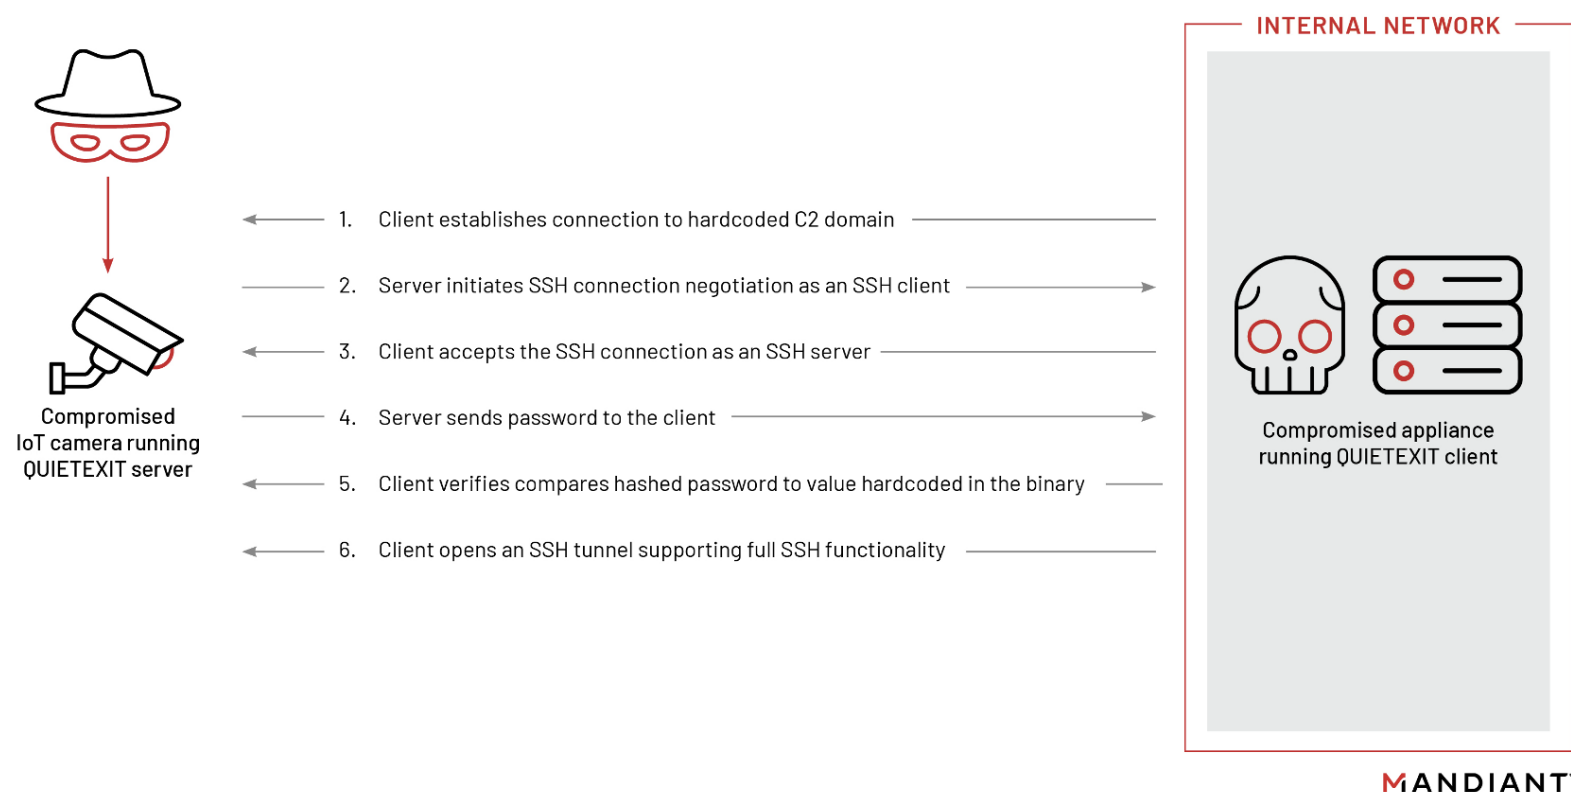 INTERNAL NETWORK
1. Client establishes connection to hardcoded C2 domain
2. Server initiates SSH connection negotiation as an SSH client
3. Client accepts the SSH connection as an SSH server
4. Server sends password to the client
5. Client verifies compares hashed password to value hardcoded in the binary
6. Client opens an SSH tunnel supporting full SSH functionality
Compromised
IoT camera running
QUIETEXIT server
Compromised appliance
running QUIETEXIT client
MANDIANT